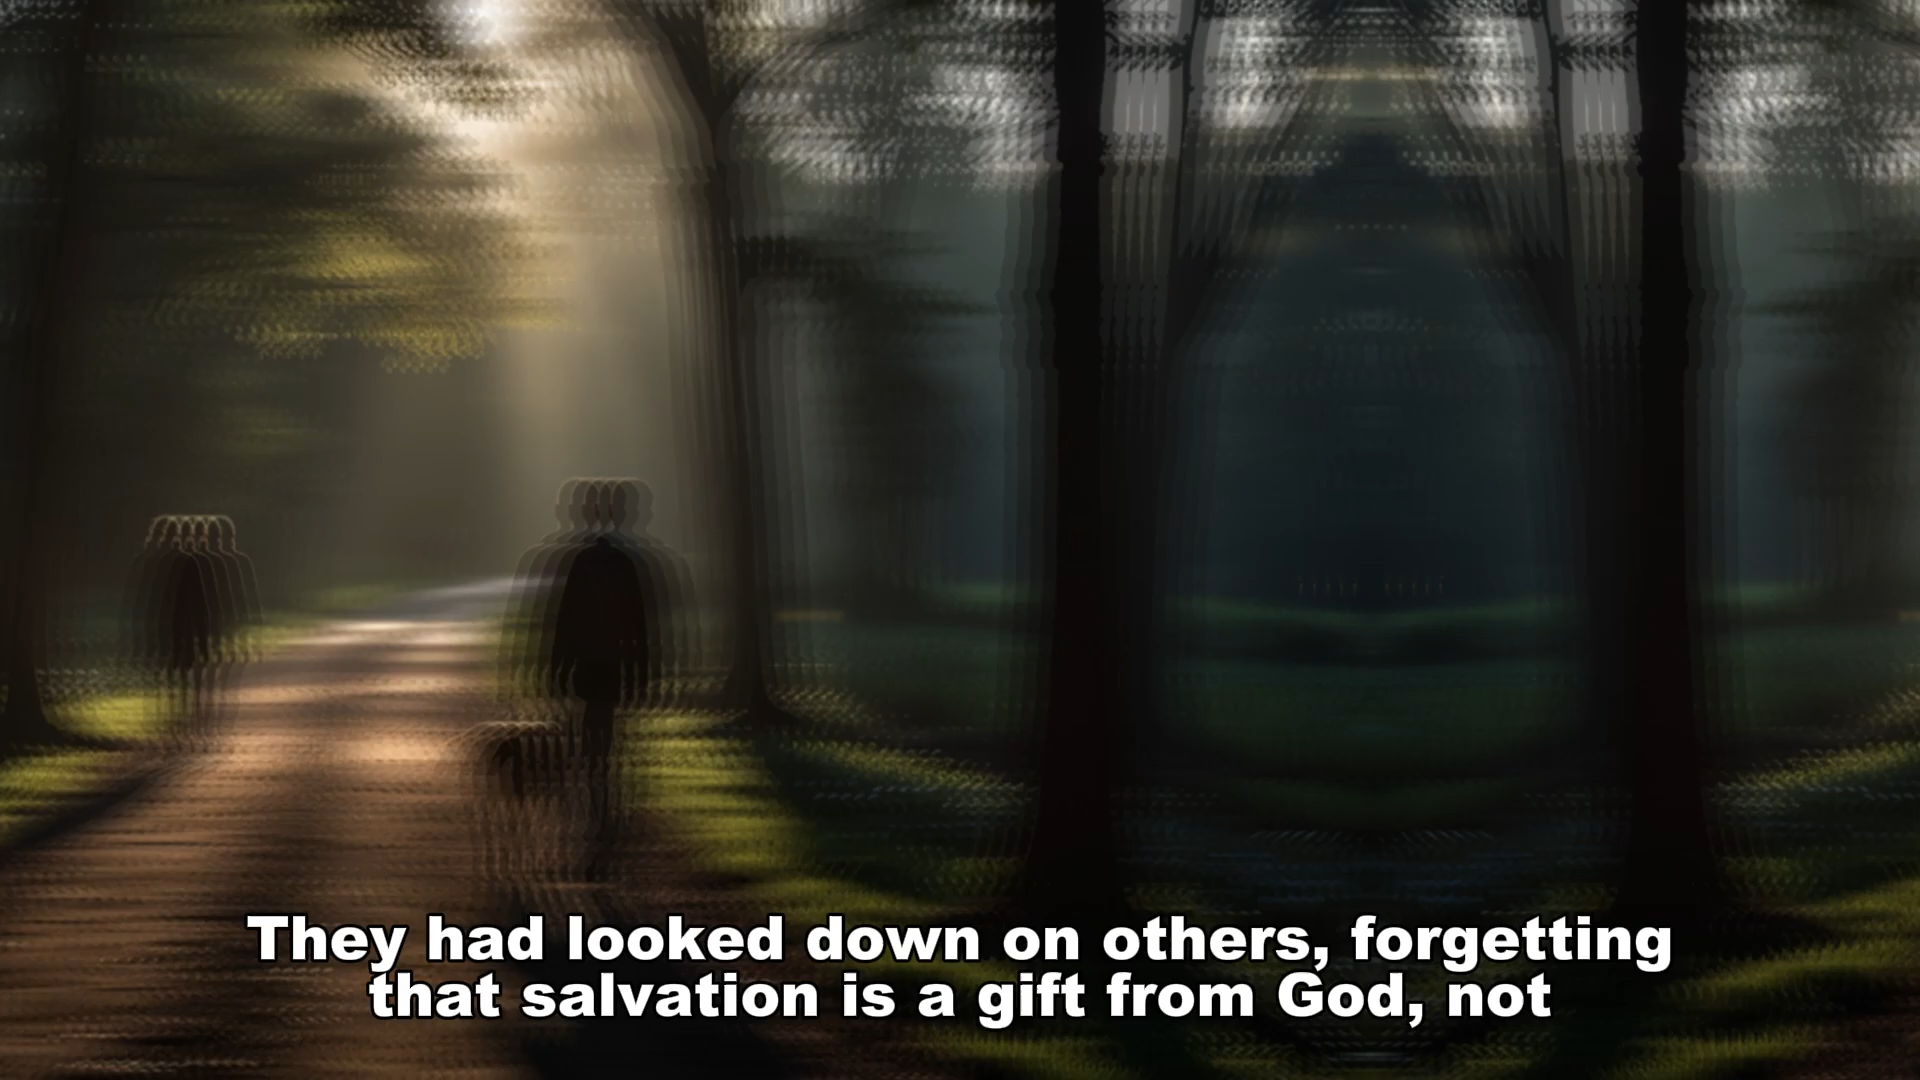 They had looked down on others, forgetting
that salvation is a gift from God, not